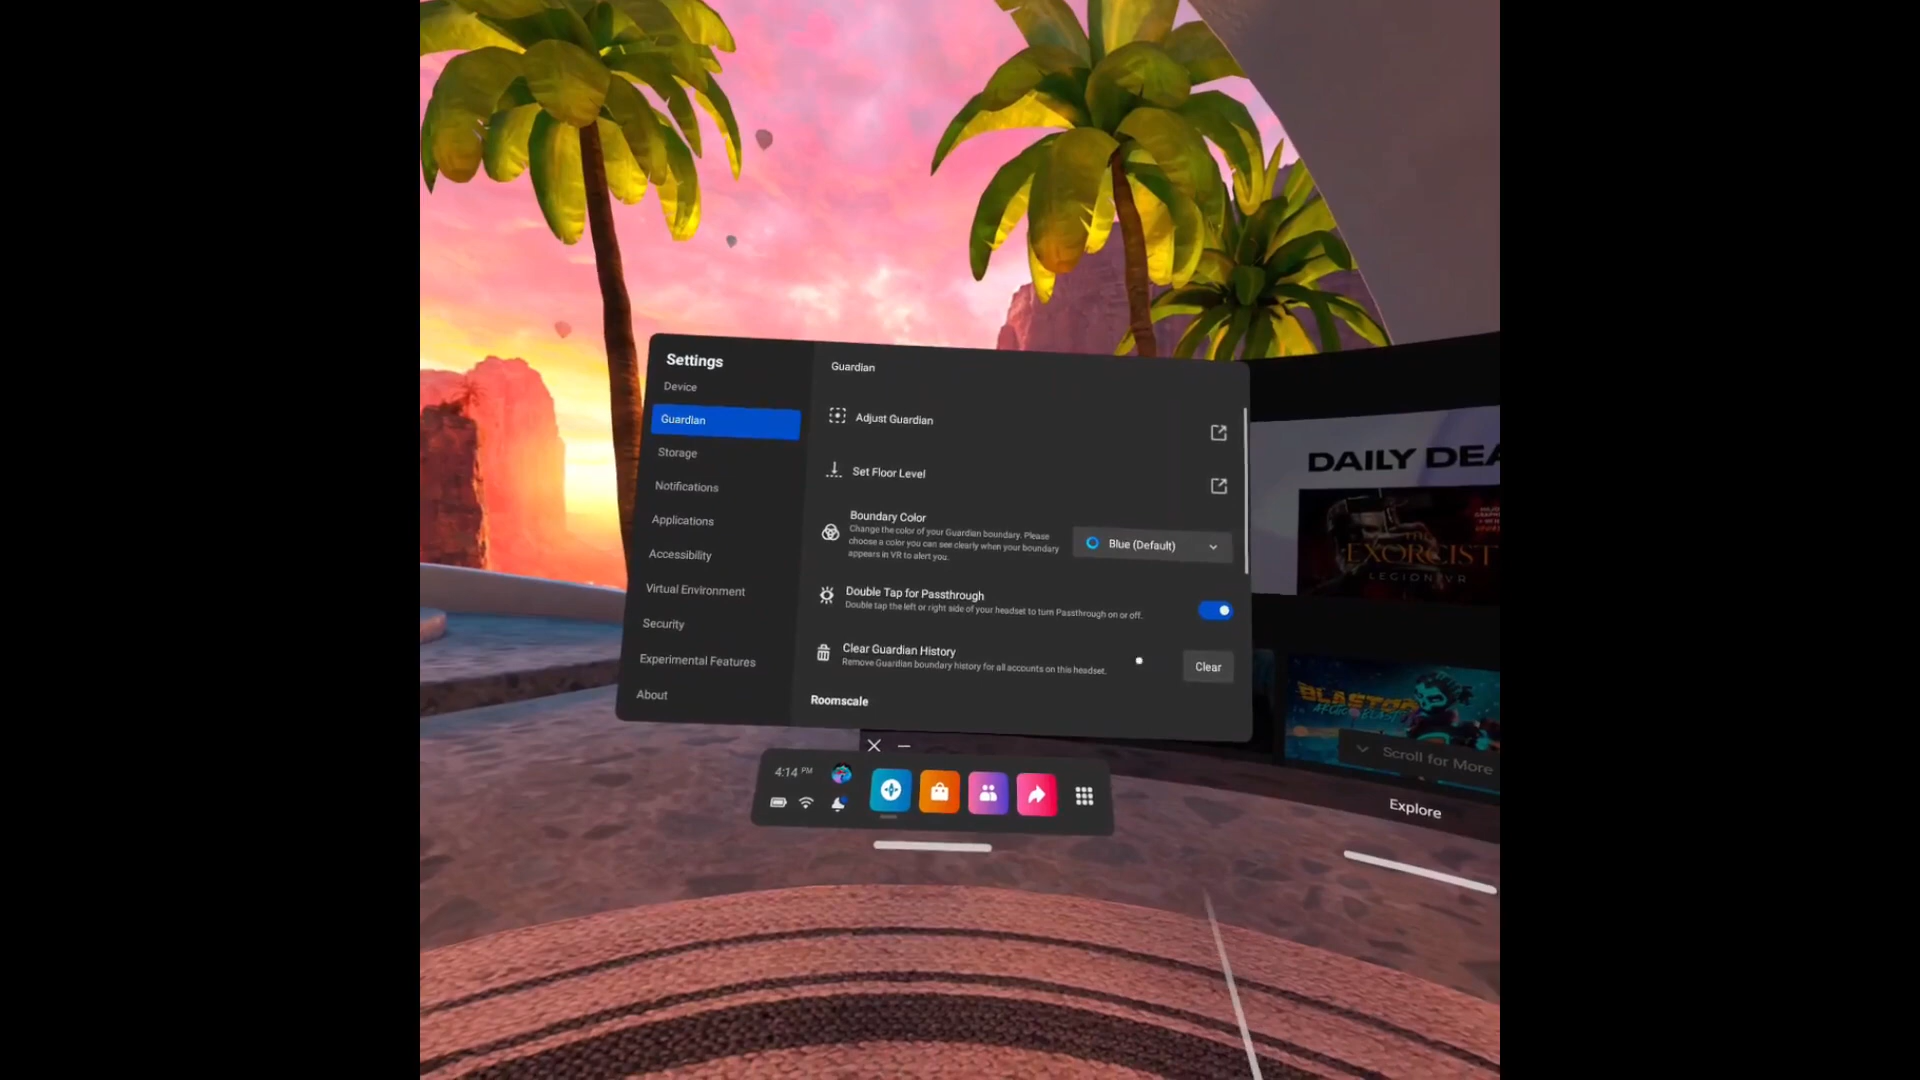 Settings
Device
Guardian
Storage
Notifications
Applications
Accessibility
Virtual Environment
Security
Experimental Features
About
Guardian
Adjust Guardian
Set Floor Level
Boundary Color
Change the color of your Guardian boundary. Please
choose a color you can see clearly when your boundary
appears in VR to alert you.
Blue (Default)
Double Tap for Passthrough
Double tap the left or right side of your headset to turn Passthrough on or off.
Clear Guardian History
Remove Guardian boundary history for all accounts on this headset.
Clear
Roomscale
4:14 PM
DAILY DEA
THE
EXORCIST
LEGION VR
BLASTON
Scroll for More
Explore